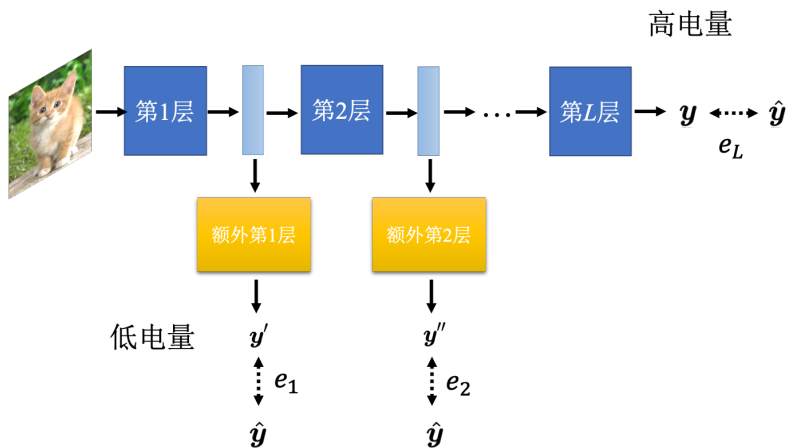 高电量
第1层
第2层
...
第L层
y
ŷ
e_L
额外第1层
额外第2层
低电量
y′
y″
e_1
e_2
ŷ
ŷ